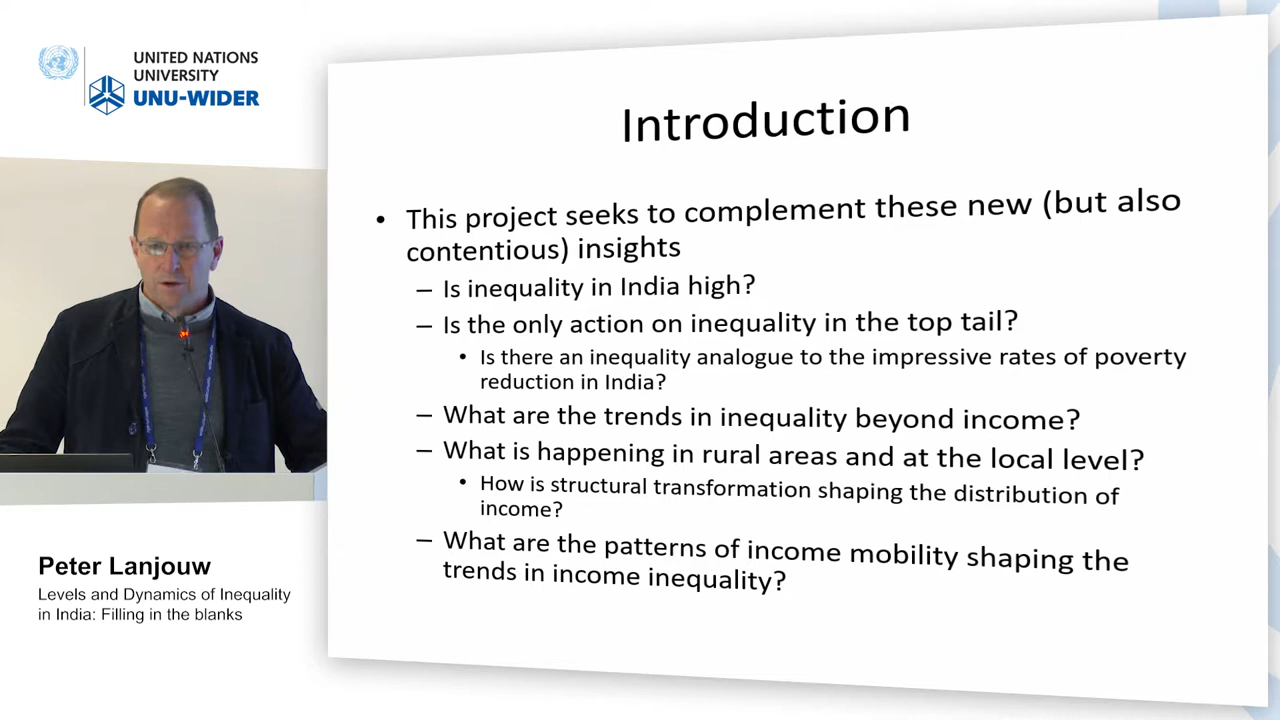 UNITED NATIONS
UNIVERSITY
UNU-WIDER
Introduction
• This project seeks to complement these new (but also
contentious) insights
– Is inequality in India high?
– Is the only action on inequality in the top tail?
• Is there an inequality analogue to the impressive rates of poverty
reduction in India?
– What are the trends in inequality beyond income?
– What is happening in rural areas and at the local level?
• How is structural transformation shaping the distribution of
income?
– What are the patterns of income mobility shaping the
trends in income inequality?
Peter Lanjouw
Levels and Dynamics of Inequality
in India: Filling in the blanks